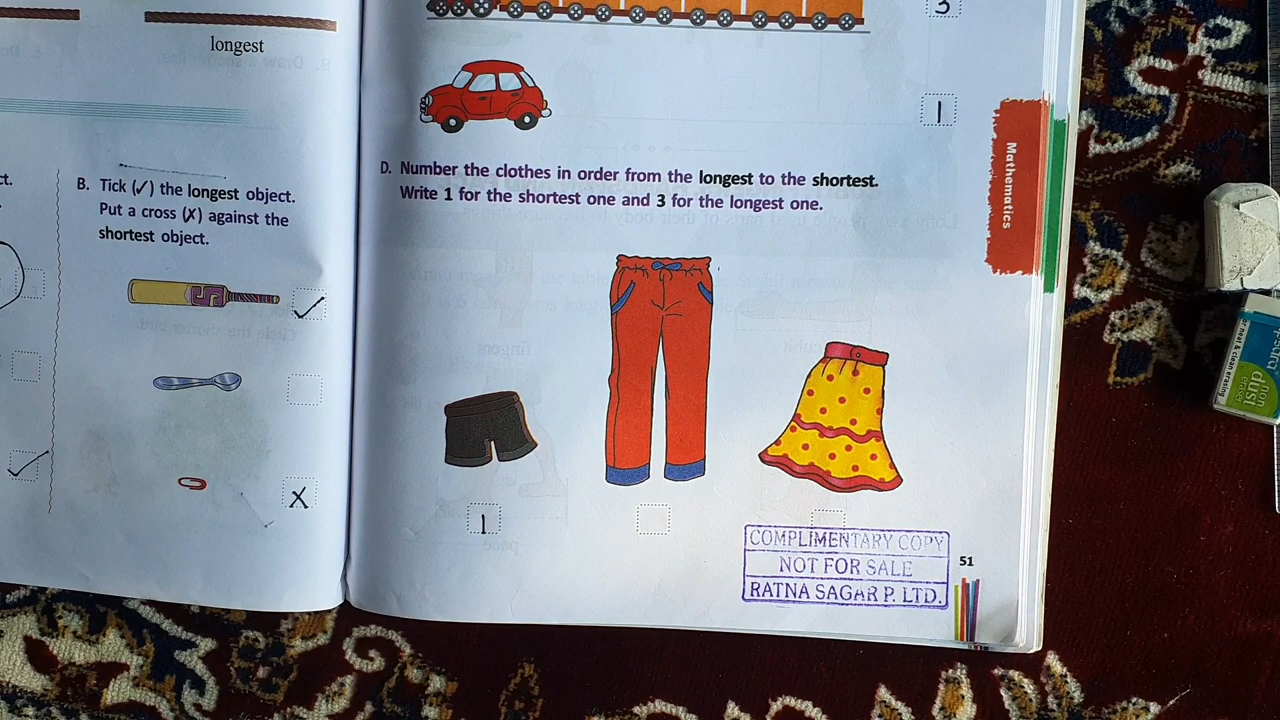 longest
ct.
B. Tick (✓) the longest object.
Put a cross (✗) against the
shortest object.
✓
✓
X
3
1
D. Number the clothes in order from the longest to the shortest.
Write 1 for the shortest one and 3 for the longest one.
1
COMPLIMENTARY COPY
NOT FOR SALE
RATNA SAGAR P. LTD.
51
Mathematics
dust